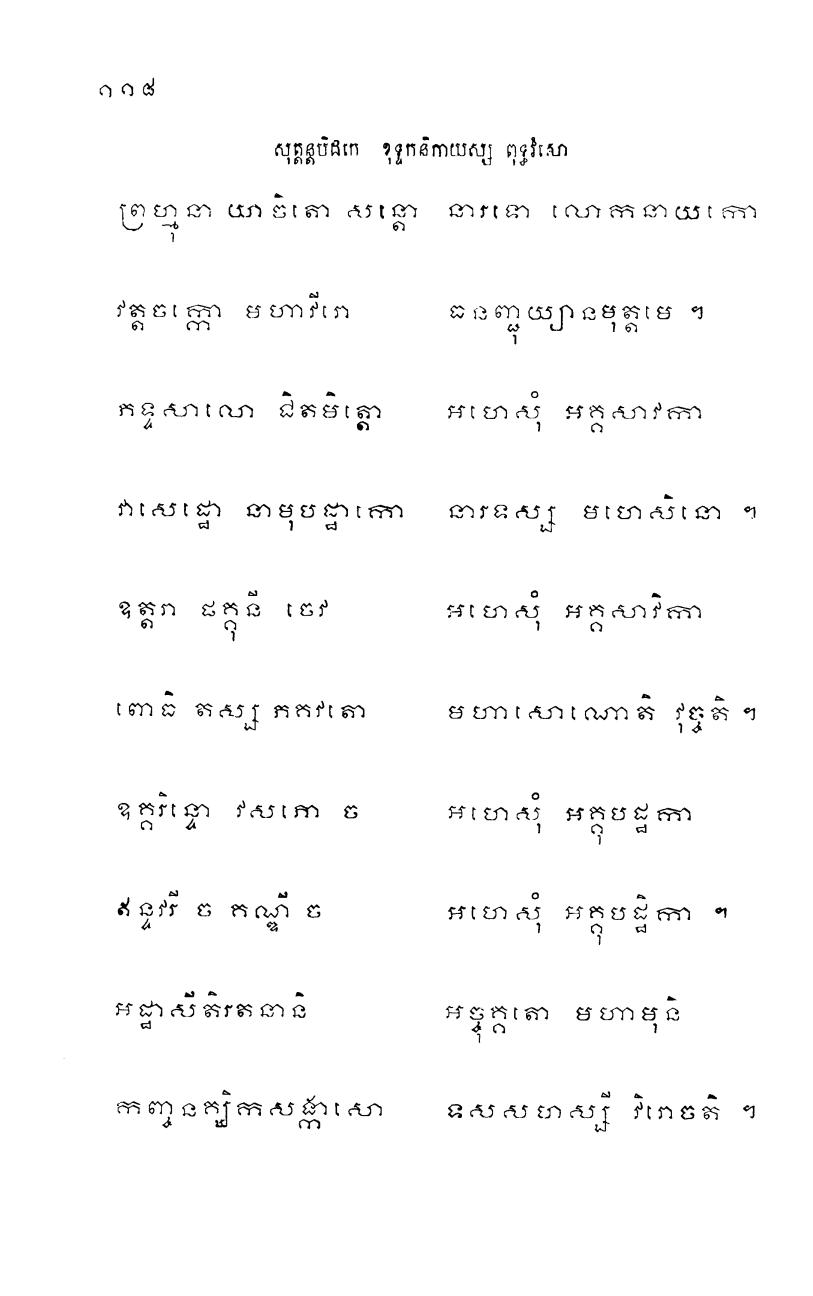 ១១៨
សុត្តន្តបិដកេ ខុទ្ទកនិកាយស្ស ពុទ្ធវំសោ
ព្រហ្មុនា យាចិតោ សន្តោ នារទោ លោកនាយកោ
វត្តចក្កោ មហាវីរោ ធនញ្ជុយ្យានមុត្តមេ ។
ភទ្ទសាលោ ជិតមិត្តោ អហេសុំ អគ្គសាវកា
វាសេដ្ឋោ នាមុបដ្ឋាកោ នារទស្ស មហេសិនោ ។
ឧត្តរា ផគ្គុនី ចេវ អហេសុំ អគ្គសាវិកា
ពោធិ តស្ស ភគវតោ មហាសោណោតិ វុច្ចតិ ។
ឧគ្គរិន្ទោ វសភោ ច អហេសុំ អគ្គុបដ្ឋកា
ឥន្ទវរី ច គណ្ឌី ច អហេសុំ អគ្គុបដ្ឋិកា ។
អដ្ឋាសីតិរតនានិ អច្ចុគ្គតោ មហាមុនិ
កញ្ចនគ្ឃិកសង្កាសោ ទសសហស្សី វិរោចតិ ។